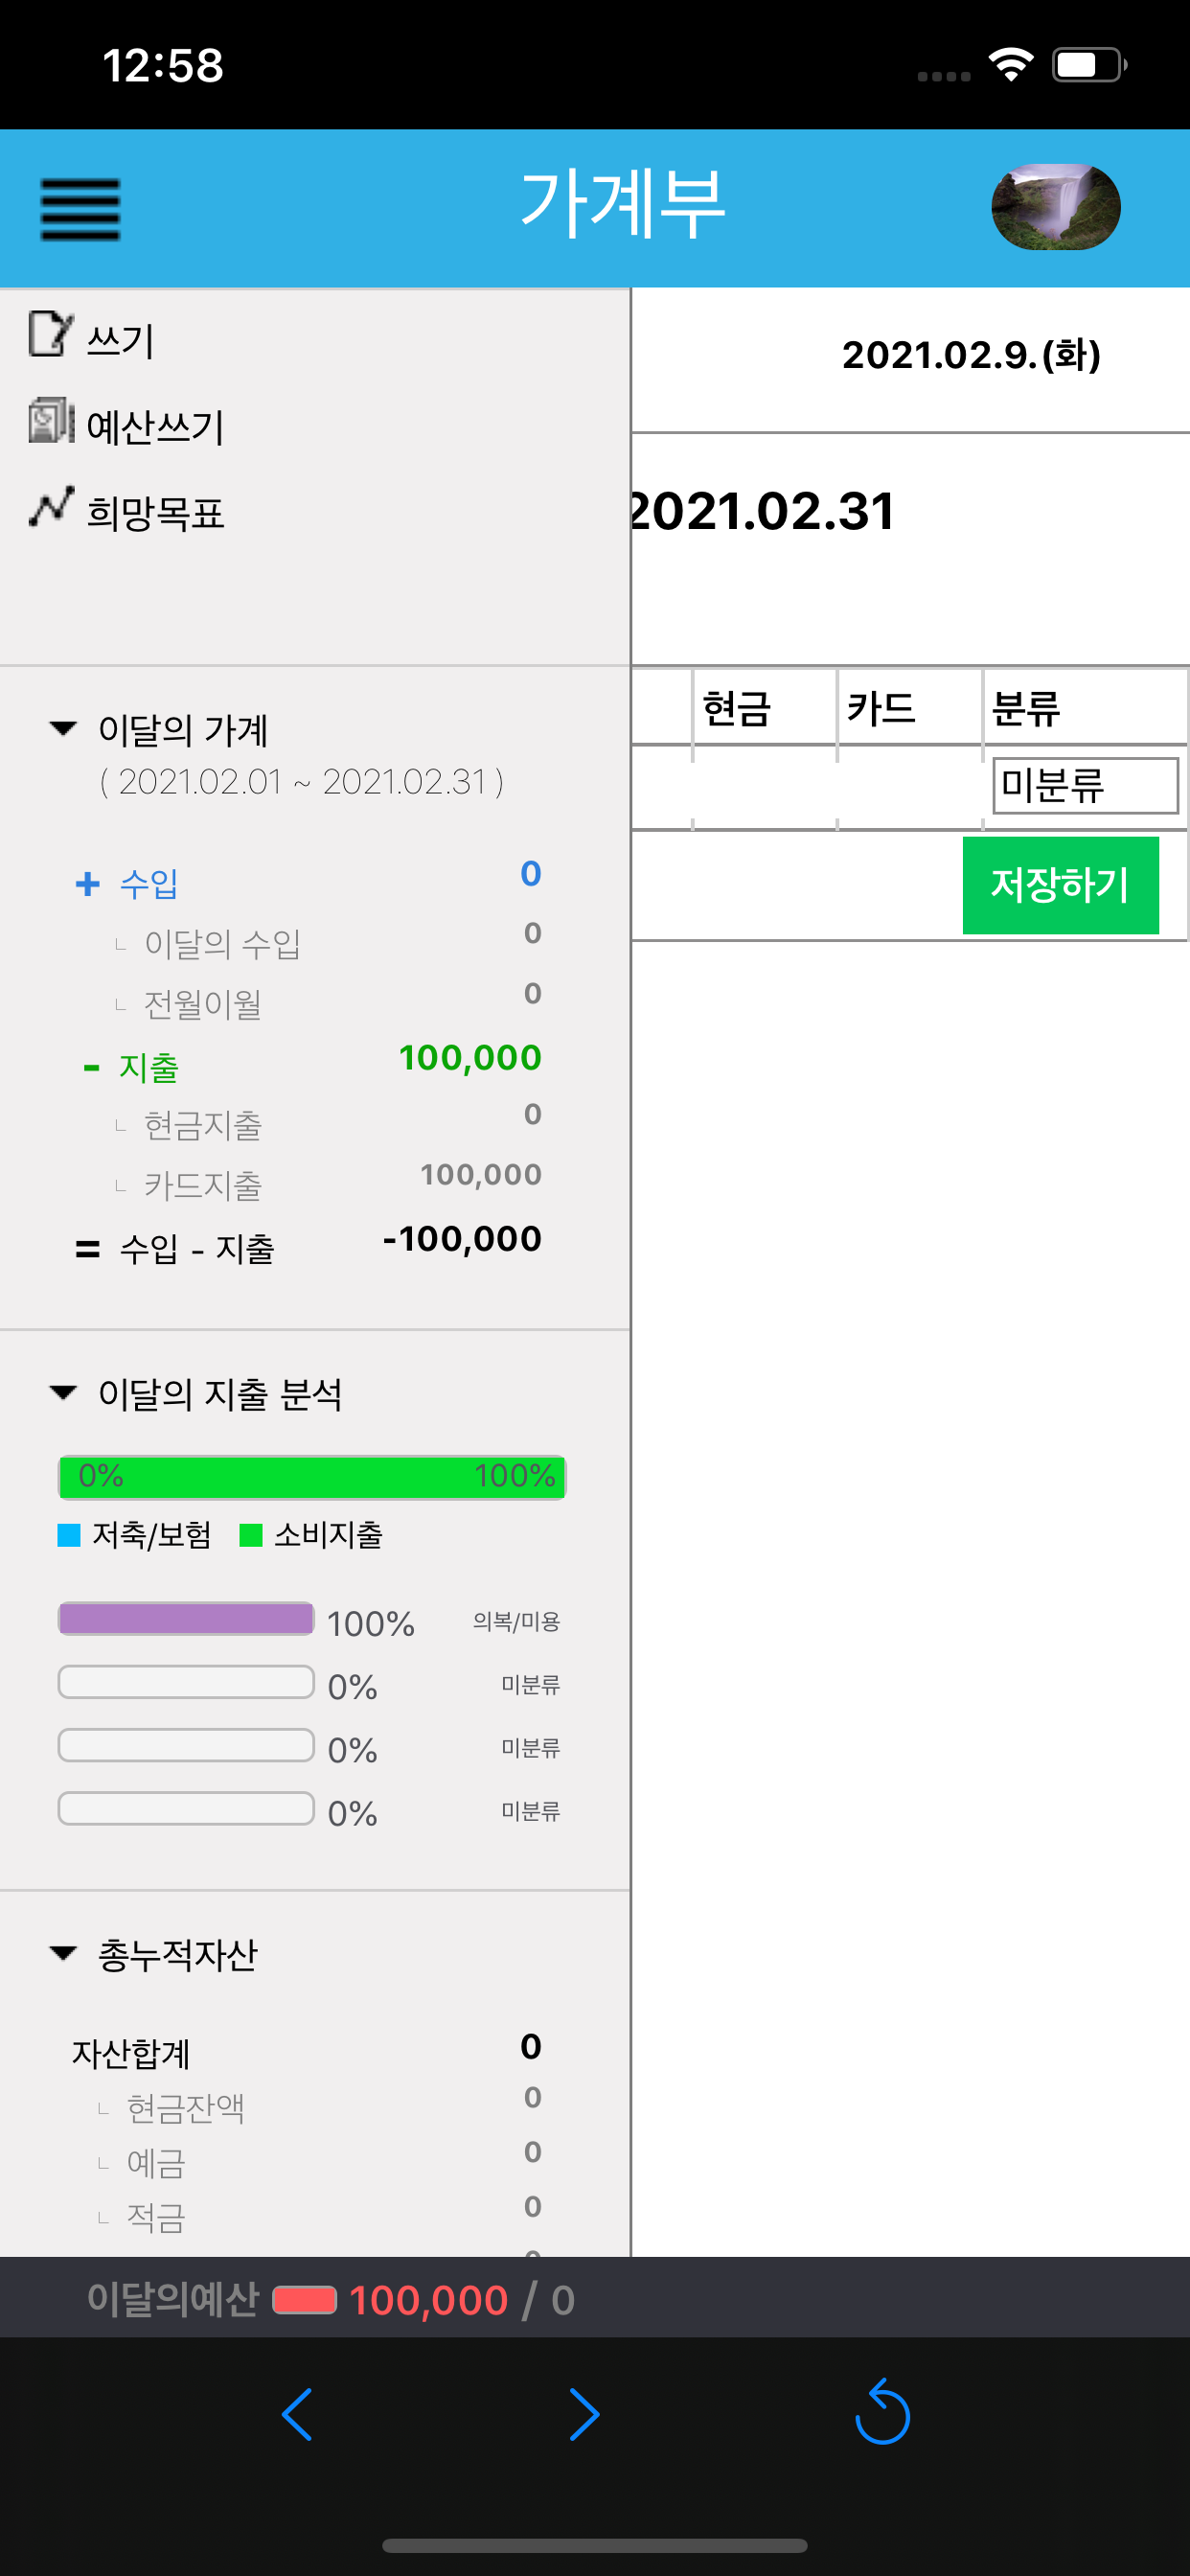 12:58
가계부
쓰기
예산쓰기
희망목표
2021.02.9.(화)
2021.02.31
현금 카드 분류
미분류
저장하기
이달의 가계
( 2021.02.01 ~ 2021.02.31 )
+ 수입 0
ㄴ 이달의 수입 0
ㄴ 전월이월 0
- 지출 100,000
ㄴ 현금지출 0
ㄴ 카드지출 100,000
= 수입 - 지출 -100,000
이달의 지출 분석
0% 100%
저축/보험 소비지출
100% 의복/미용
0% 미분류
0% 미분류
0% 미분류
총누적자산
자산합계 0
ㄴ 현금잔액 0
ㄴ 예금 0
ㄴ 적금 0
이달의예산 100,000 / 0